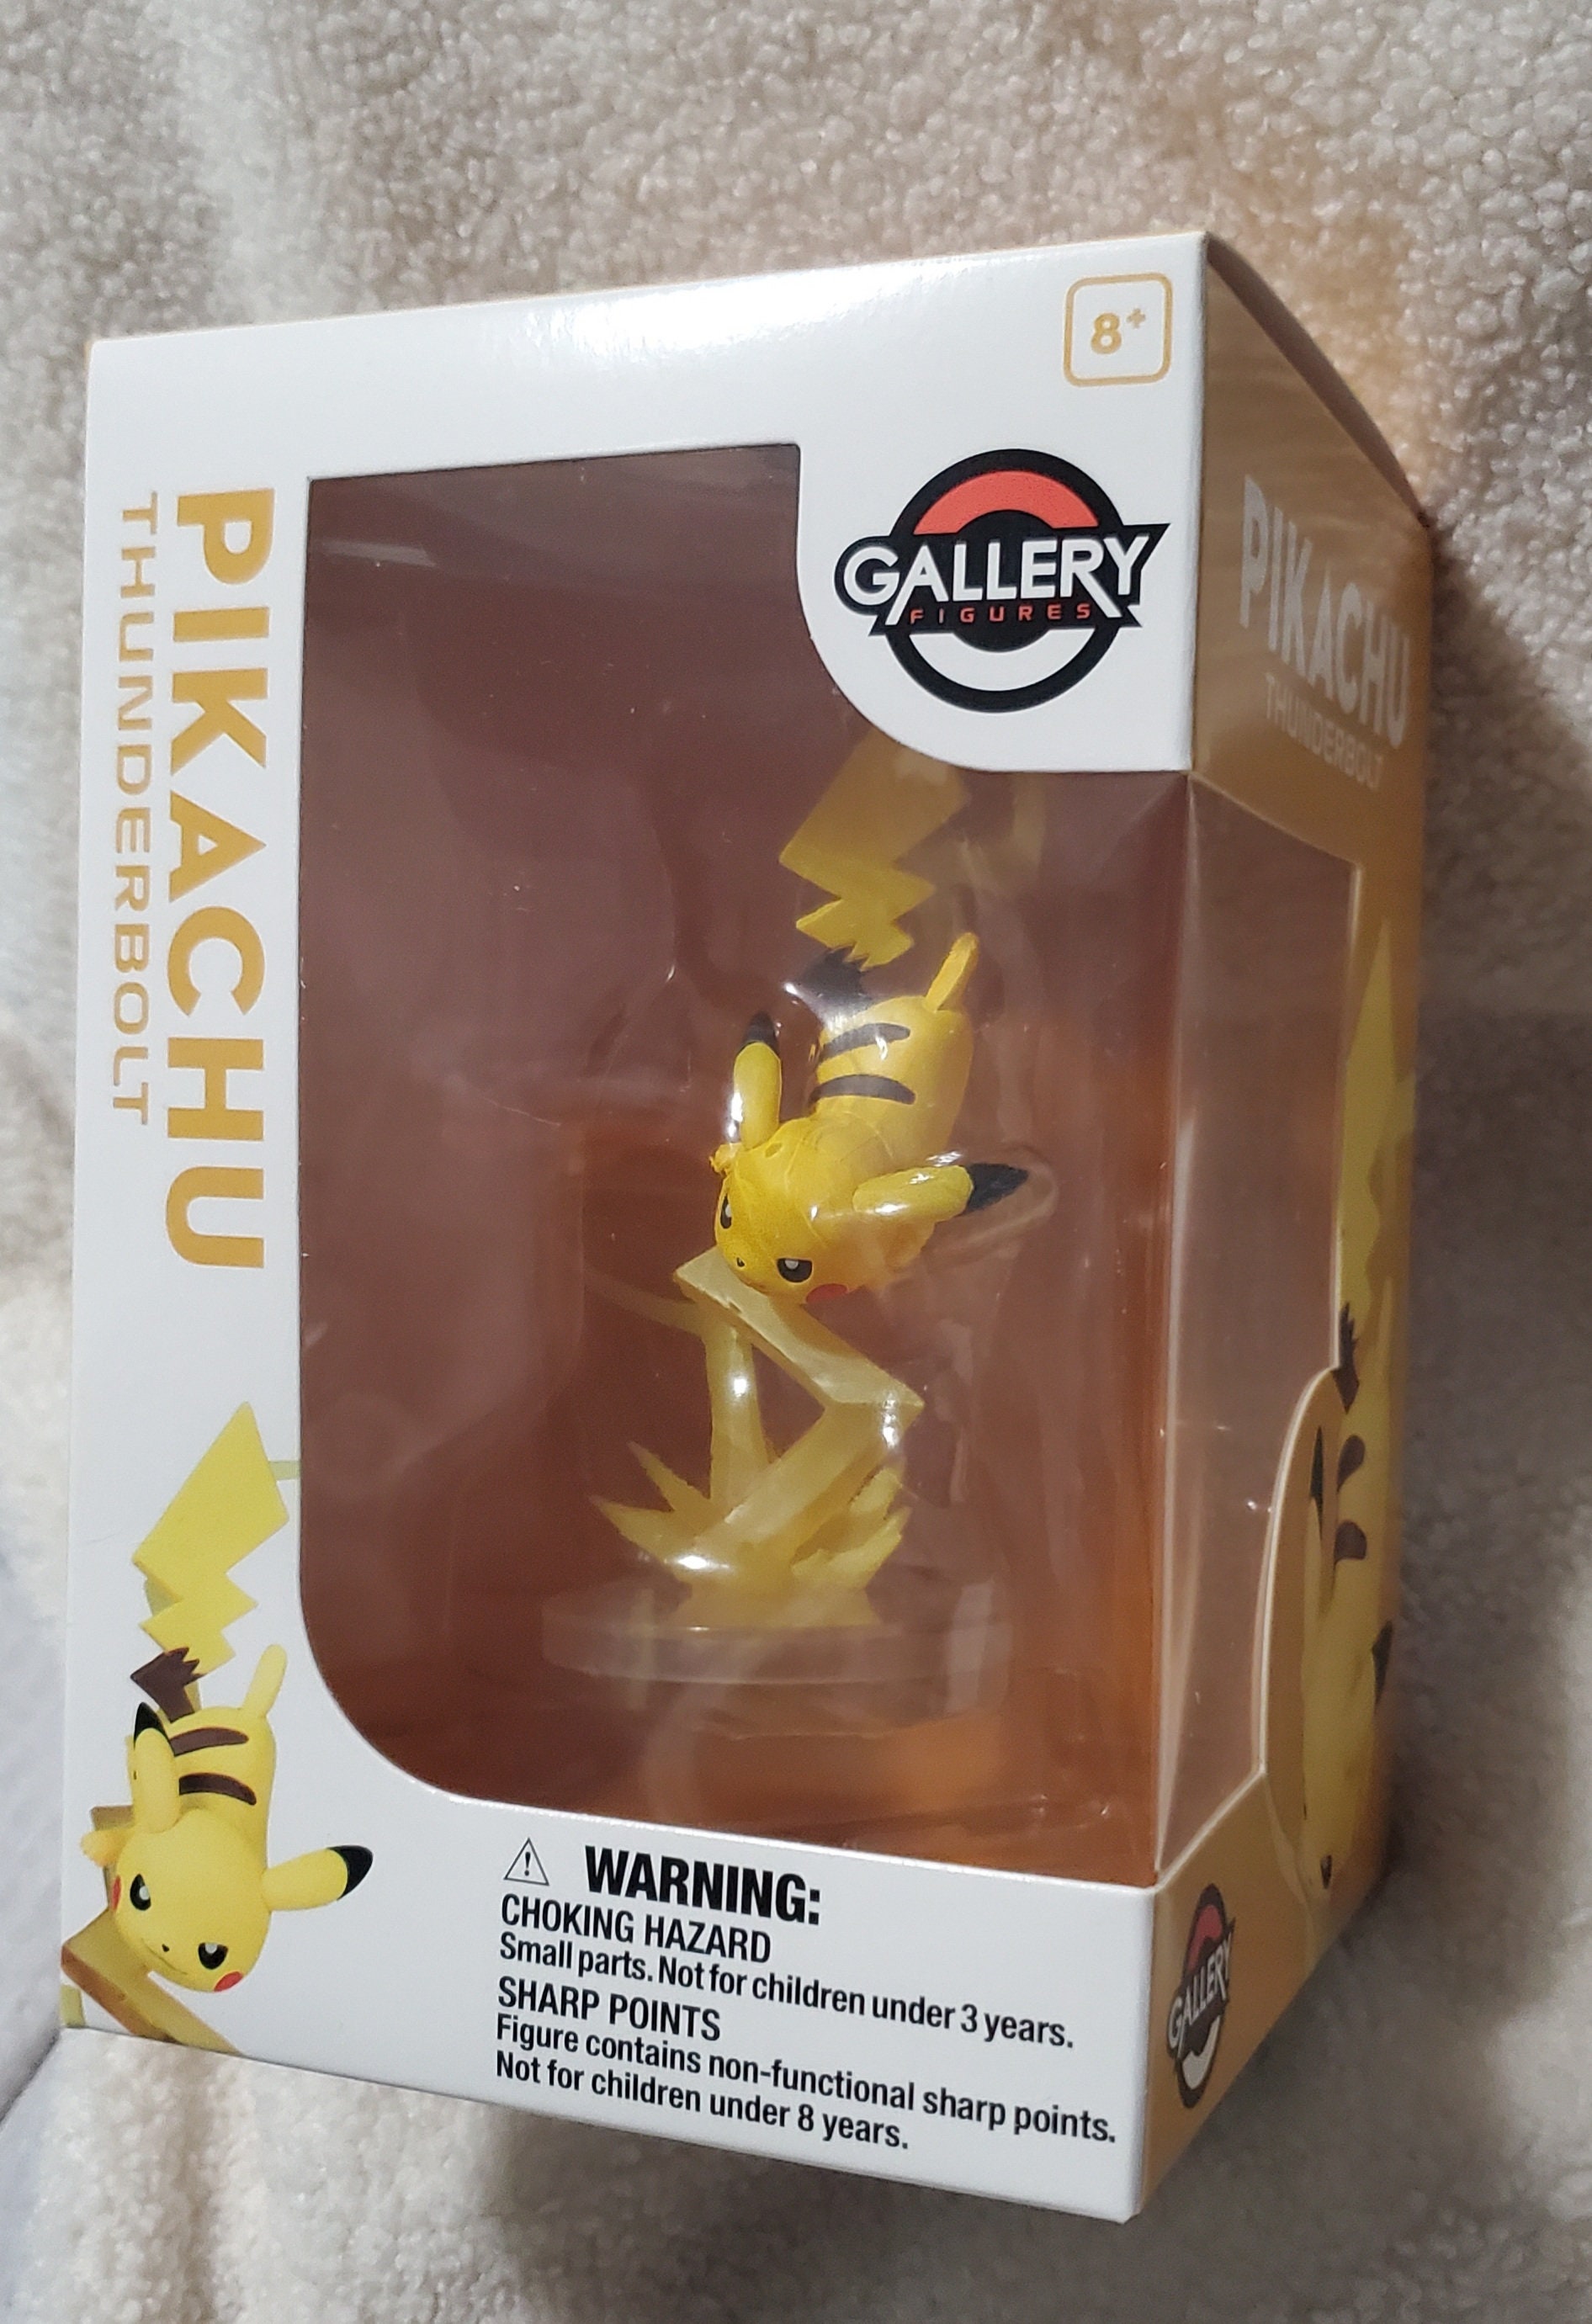 8+
GALLERY
FIGURES
PIKACHU
THUNDERBOLT
PIKACHU
THUNDERBOLT
WARNING:
CHOKING HAZARD
Small parts. Not for children under 3 years.
SHARP POINTS
Figure contains non-functional sharp points.
Not for children under 8 years.
GALLERY